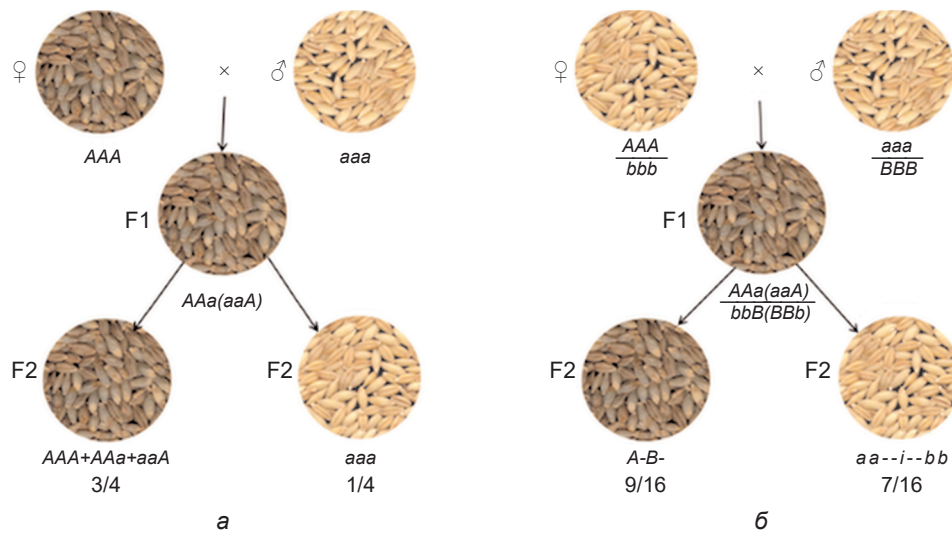 ♀ × ♂
AAA aaa
F1
AAa(aaA)
F2 F2
AAA+AAa+aaA aaa
3/4 1/4
а
♀ × ♂
AAA aaa
bbb BBB
F1
AAa(aaA)
bbB(BBb)
F2 F2
A-B- aa--i--bb
9/16 7/16
б